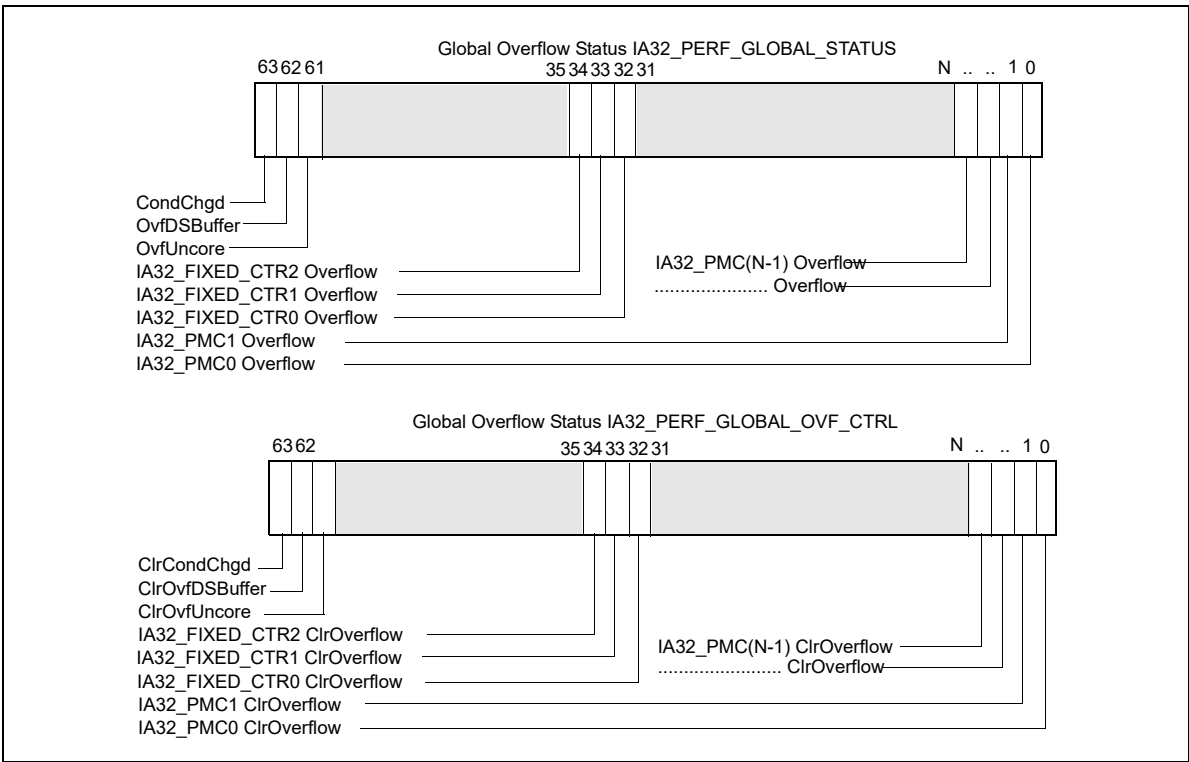 Global Overflow Status IA32_PERF_GLOBAL_STATUS
63 62 61 35 34 33 32 31 N .. .. 1 0
CondChgd
OvfDSBuffer
OvfUncore
IA32_FIXED_CTR2 Overflow
IA32_FIXED_CTR1 Overflow
IA32_FIXED_CTR0 Overflow
IA32_PMC1 Overflow
IA32_PMC0 Overflow
IA32_PMC(N-1) Overflow
...................... Overflow
Global Overflow Status IA32_PERF_GLOBAL_OVF_CTRL
63 62 35 34 33 32 31 N .. .. 1 0
ClrCondChgd
ClrOvfDSBuffer
ClrOvfUncore
IA32_FIXED_CTR2 ClrOverflow
IA32_FIXED_CTR1 ClrOverflow
IA32_FIXED_CTR0 ClrOverflow
IA32_PMC1 ClrOverflow
IA32_PMC0 ClrOverflow
IA32_PMC(N-1) ClrOverflow
........................ ClrOverflow